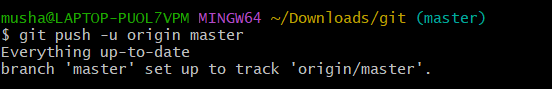 musha@LAPTOP-PUOL7VPM MINGW64 ~/Downloads/git (master)
$ git push -u origin master
Everything up-to-date
branch 'master' set up to track 'origin/master'.